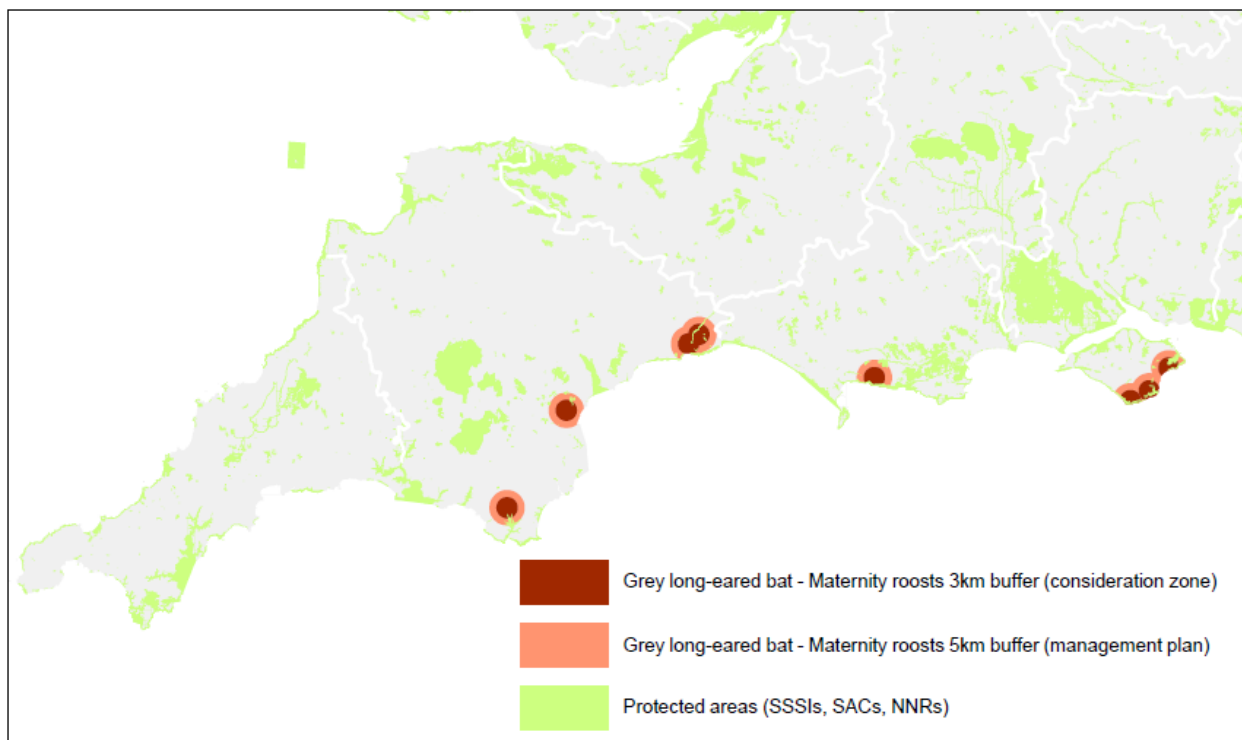 Grey long-eared bat - Maternity roosts 3km buffer (consideration zone)
Grey long-eared bat - Maternity roosts 5km buffer (management plan)
Protected areas (SSSIs, SACs, NNRs)